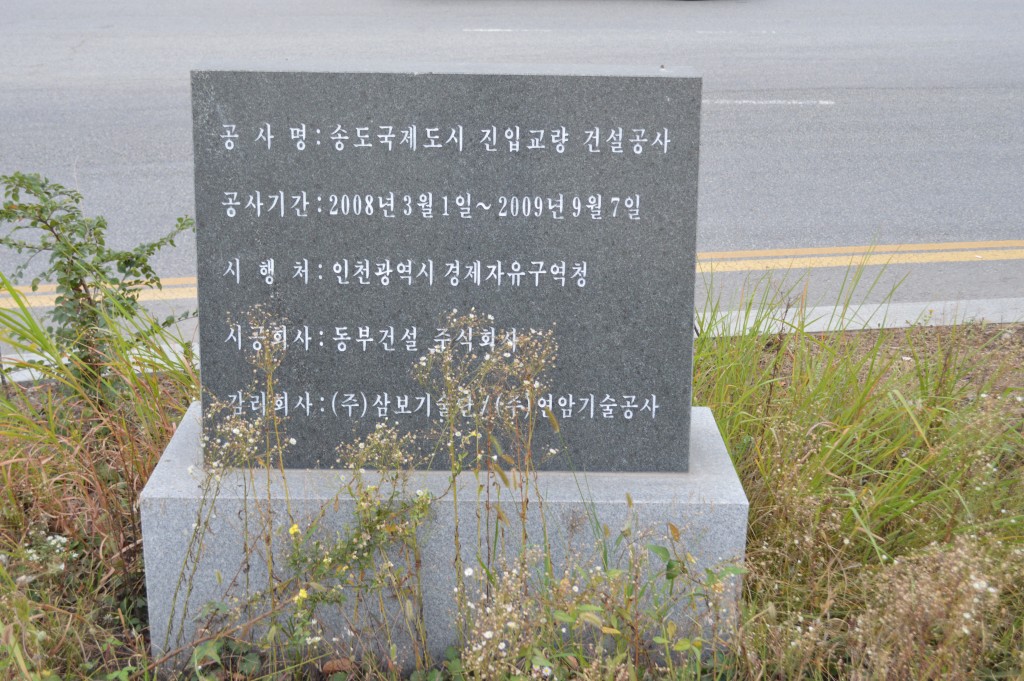 공 사 명 : 송도국제도시 진입교량 건설공사
공사기간 : 2008년 3월 1일 ~ 2009년 9월 7일
시 행 처 : 인천광역시 경제자유구역청
시공회사 : 동부건설 주식회사
감리회사 : (주)삼보기술단 / (주)연암기술공사